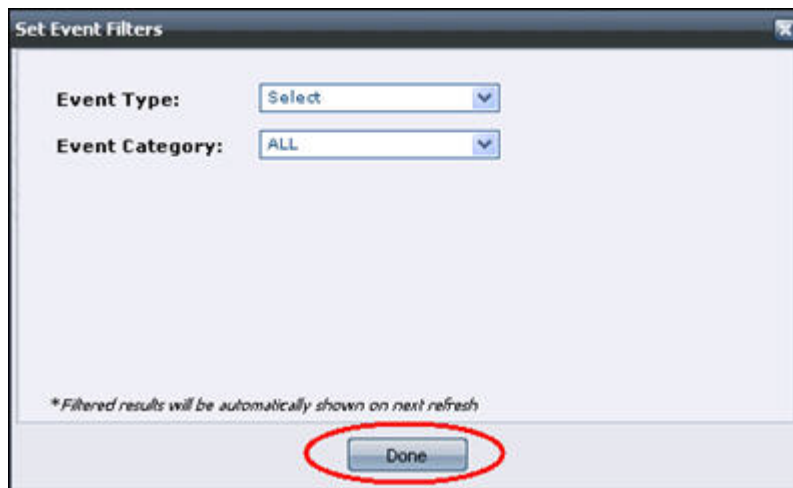 Set Event Filters
Event Type: Select
Event Category: ALL
*Filtered results will be automatically shown on next refresh
Done